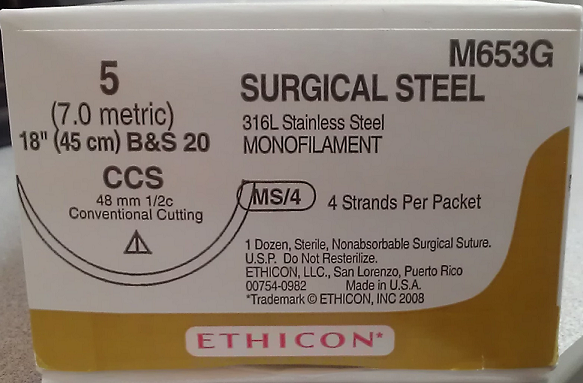 M653G
5
(7.0 metric)
18" (45 cm) B&S 20
SURGICAL STEEL
316L Stainless Steel
MONOFILAMENT
CCS
48 mm 1/2c
Conventional Cutting
MS/4
4 Strands Per Packet
1 Dozen, Sterile, Nonabsorbable Surgical Suture.
U.S.P. Do Not Resterilize.
ETHICON, LLC., San Lorenzo, Puerto Rico
00754-0982 Made in U.S.A.
*Trademark © ETHICON, INC 2008
ETHICON*